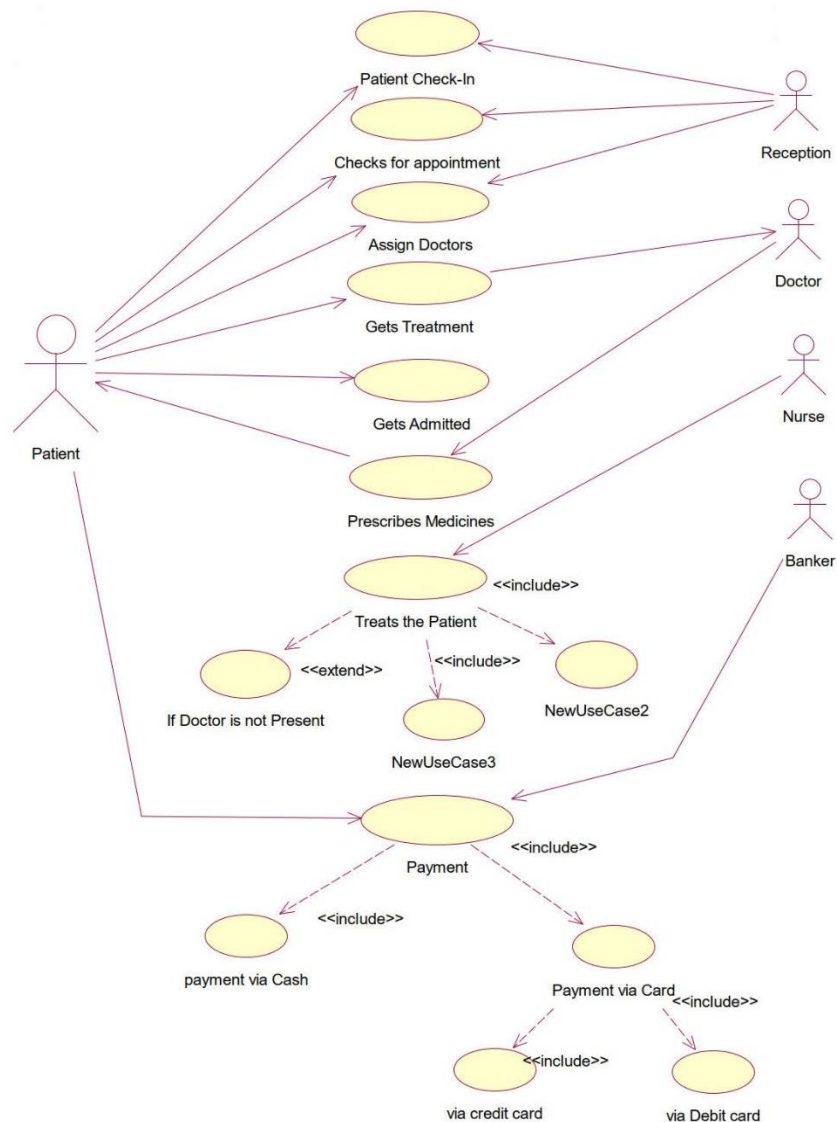 Patient Check-In
Reception
Checks for appointment
Assign Doctors
Doctor
Gets Treatment
Nurse
Gets Admitted
Patient
Prescribes Medicines
Banker
<<include>>
Treats the Patient
<<extend>>
<<include>>
If Doctor is not Present
NewUseCase2
NewUseCase3
<<include>>
Payment
<<include>>
payment via Cash
Payment via Card
<<include>>
<<include>>
via credit card
via Debit card